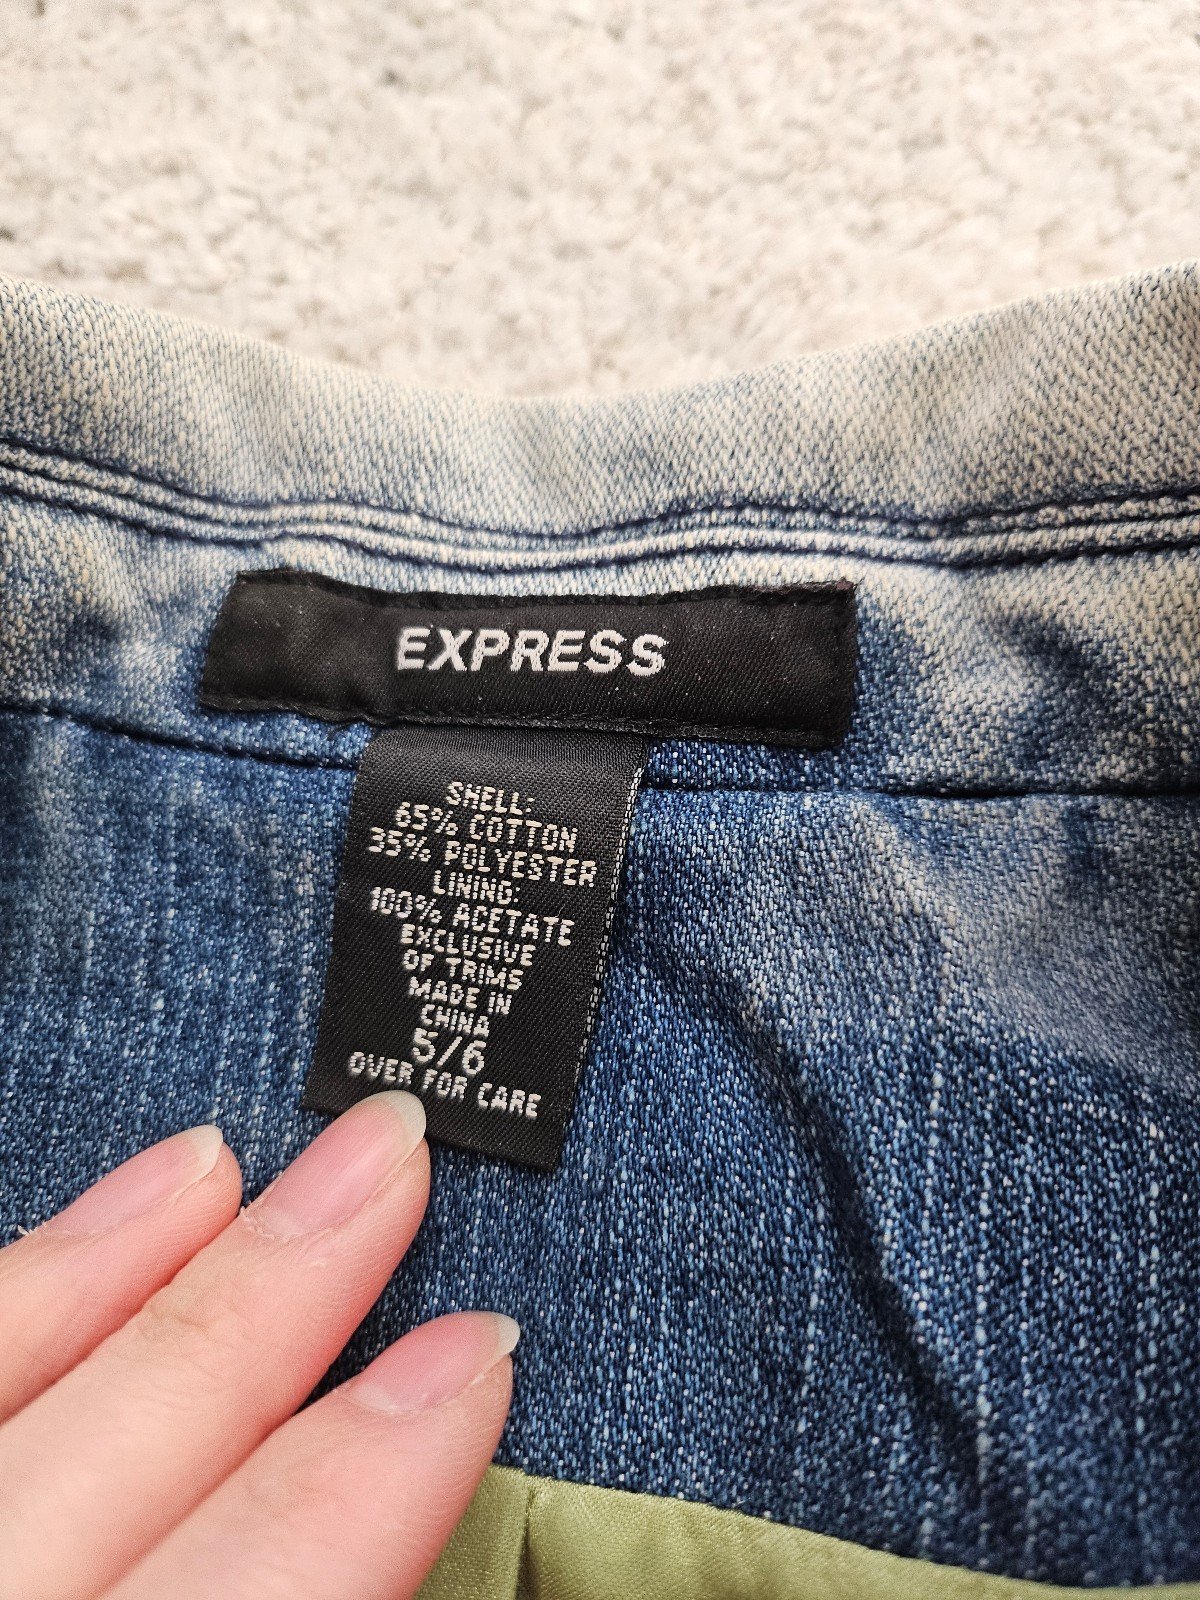 EXPRESS
SHELL:
65% COTTON
35% POLYESTER
LINING:
100% ACETATE
EXCLUSIVE
OF TRIMS
MADE IN
CHINA
5/6
OVER FOR CARE